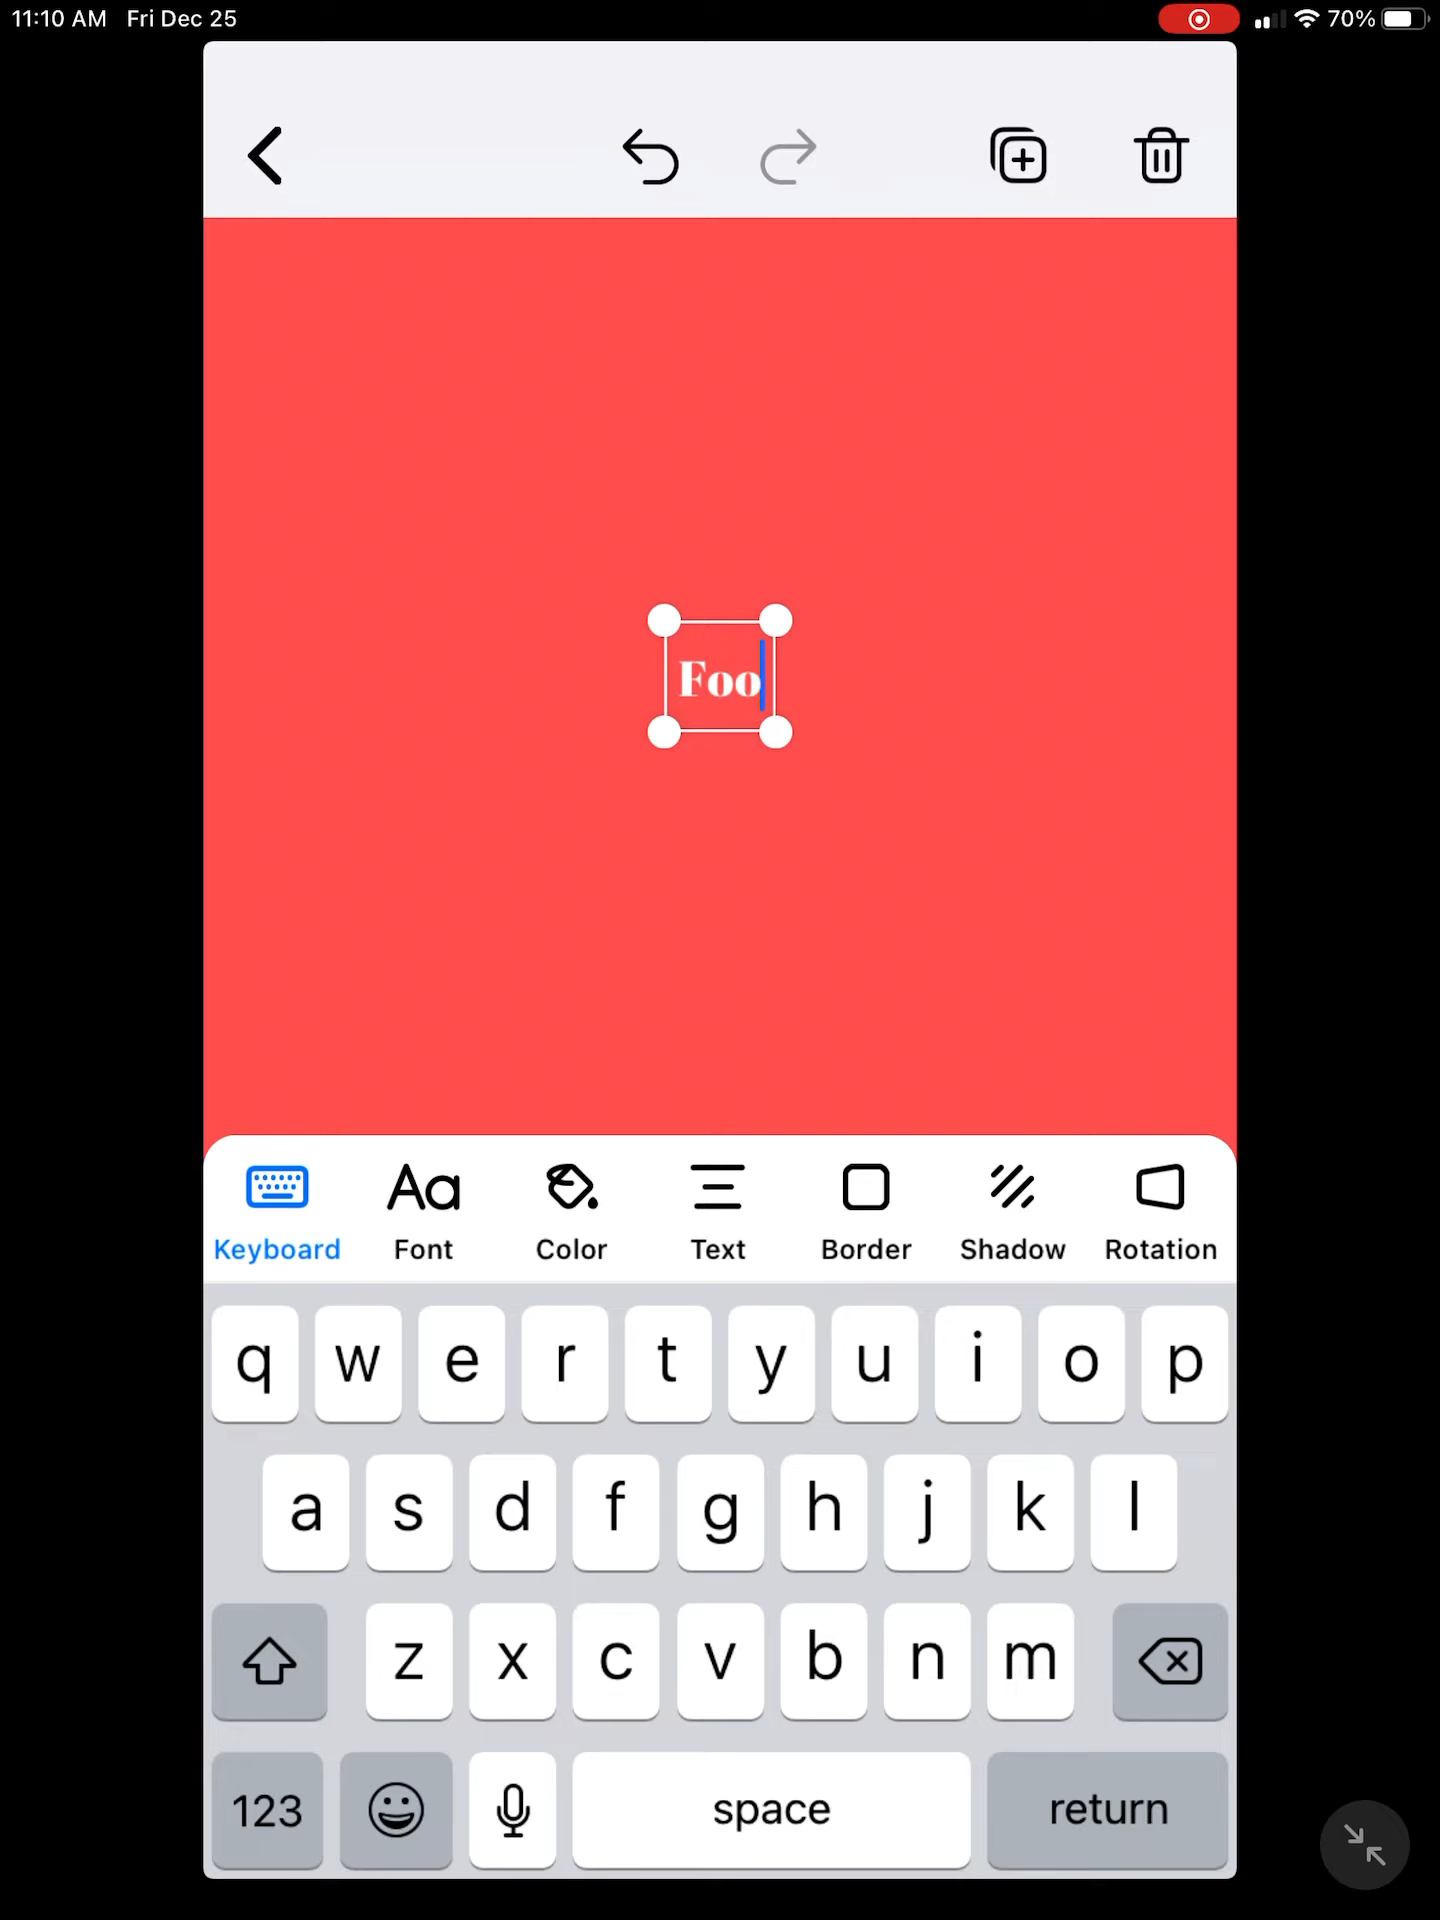 11:10 AM Fri Dec 25
70%
Foo
Keyboard Font Color Text Border Shadow Rotation
q w e r t y u i o p
a s d f g h j k l
z x c v b n m
123 space return